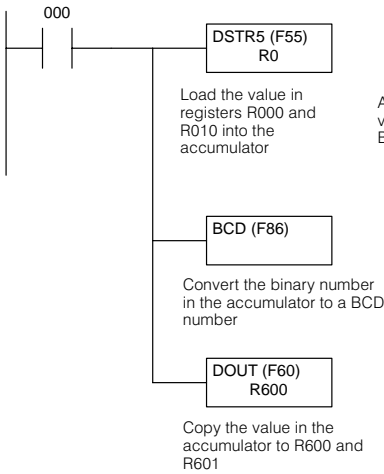 000
DSTR5 (F55)
R0
Load the value in
registers R000 and
R010 into the
accumulator
BCD (F86)
Convert the binary number
in the accumulator to a BCD
number
DOUT (F60)
R600
Copy the value in the
accumulator to R600 and
R601